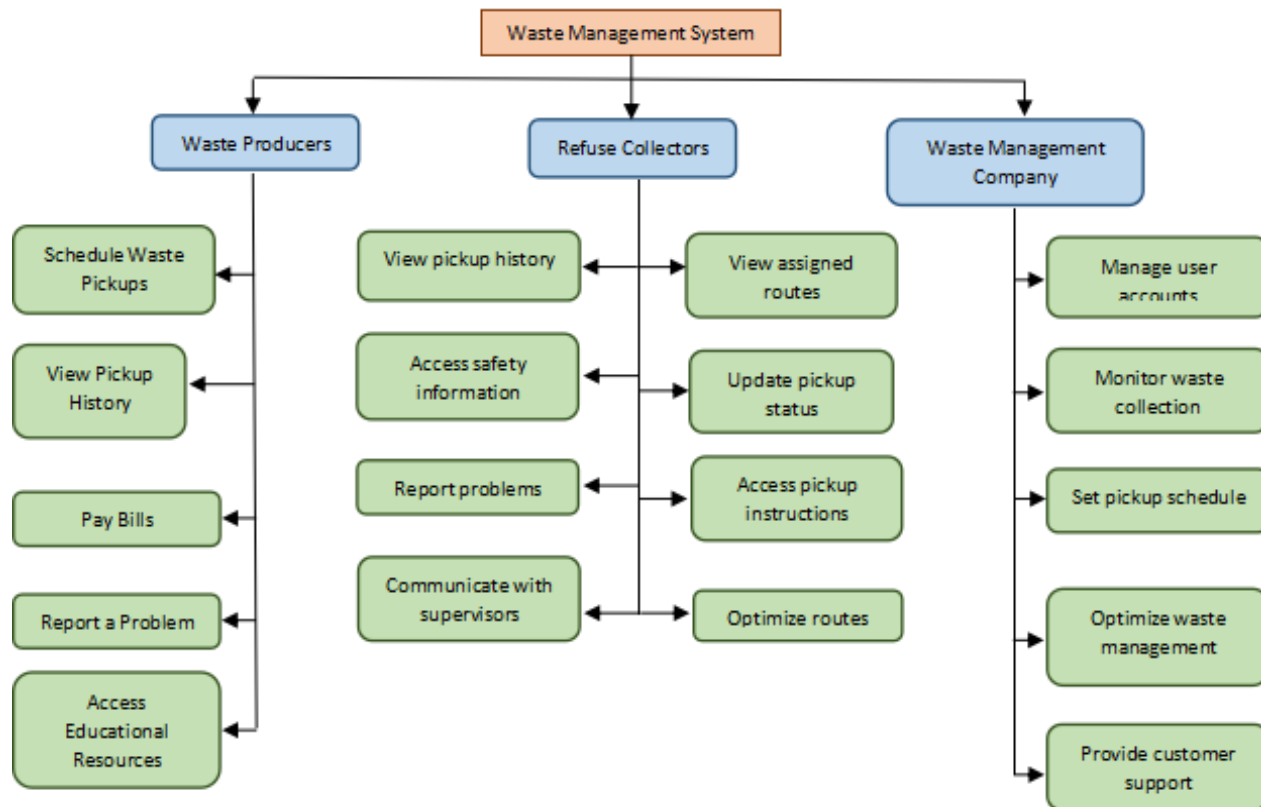 Waste Management System
Waste Producers
Refuse Collectors
Waste Management
Company
Schedule Waste
Pickups
View Pickup
History
Pay Bills
Report a Problem
Access
Educational
Resources
View pickup history
Access safety
information
Report problems
Communicate with
supervisors
View assigned
routes
Update pickup
status
Access pickup
instructions
Optimize routes
Manage user
accounts
Monitor waste
collection
Set pickup schedule
Optimize waste
management
Provide customer
support